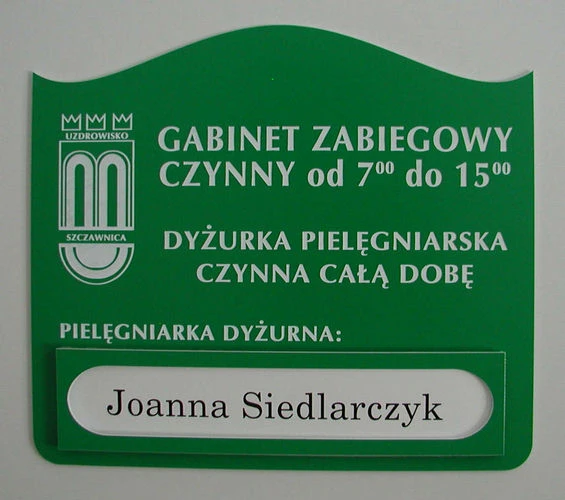 UZDROWISKO
SZCZAWNICA
GABINET ZABIEGOWY
CZYNNY od 7⁰⁰ do 15⁰⁰
DYŻURKA PIELĘGNIARSKA
CZYNNA CAŁĄ DOBĘ
PIELĘGNIARKA DYŻURNA:
Joanna Siedlarczyk